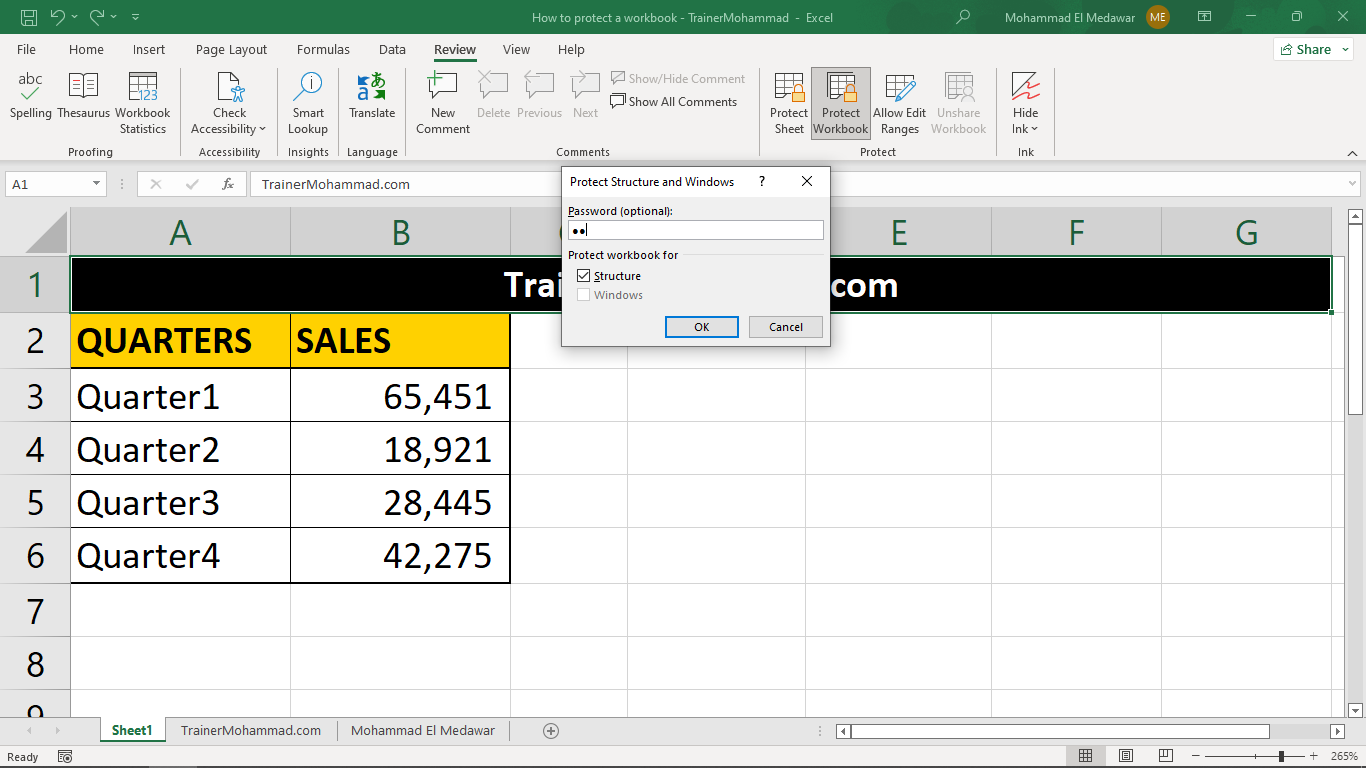 How to protect a workbook - TrainerMohammad - Excel
Mohammad El Medawar
ME
File Home Insert Page Layout Formulas Data Review View Help
Share
abc
Spelling
Thesaurus
Workbook
Statistics
Proofing
Check
Accessibility
Accessibility
Smart
Lookup
Insights
Translate
Language
New
Comment
Delete
Previous
Next
Show/Hide Comment
Show All Comments
Comments
Protect
Sheet
Protect
Workbook
Allow Edit
Ranges
Unshare
Workbook
Protect
Hide
Ink
Ink
A1
fx
TrainerMohammad.com
Protect Structure and Windows ?
Password (optional):
Protect workbook for
Structure
Windows
OK Cancel
A B E F G
1 Trai com
2 QUARTERS SALES
3 Quarter1 65,451
4 Quarter2 18,921
5 Quarter3 28,445
6 Quarter4 42,275
7
8
9
Sheet1 TrainerMohammad.com Mohammad El Medawar
Ready
265%